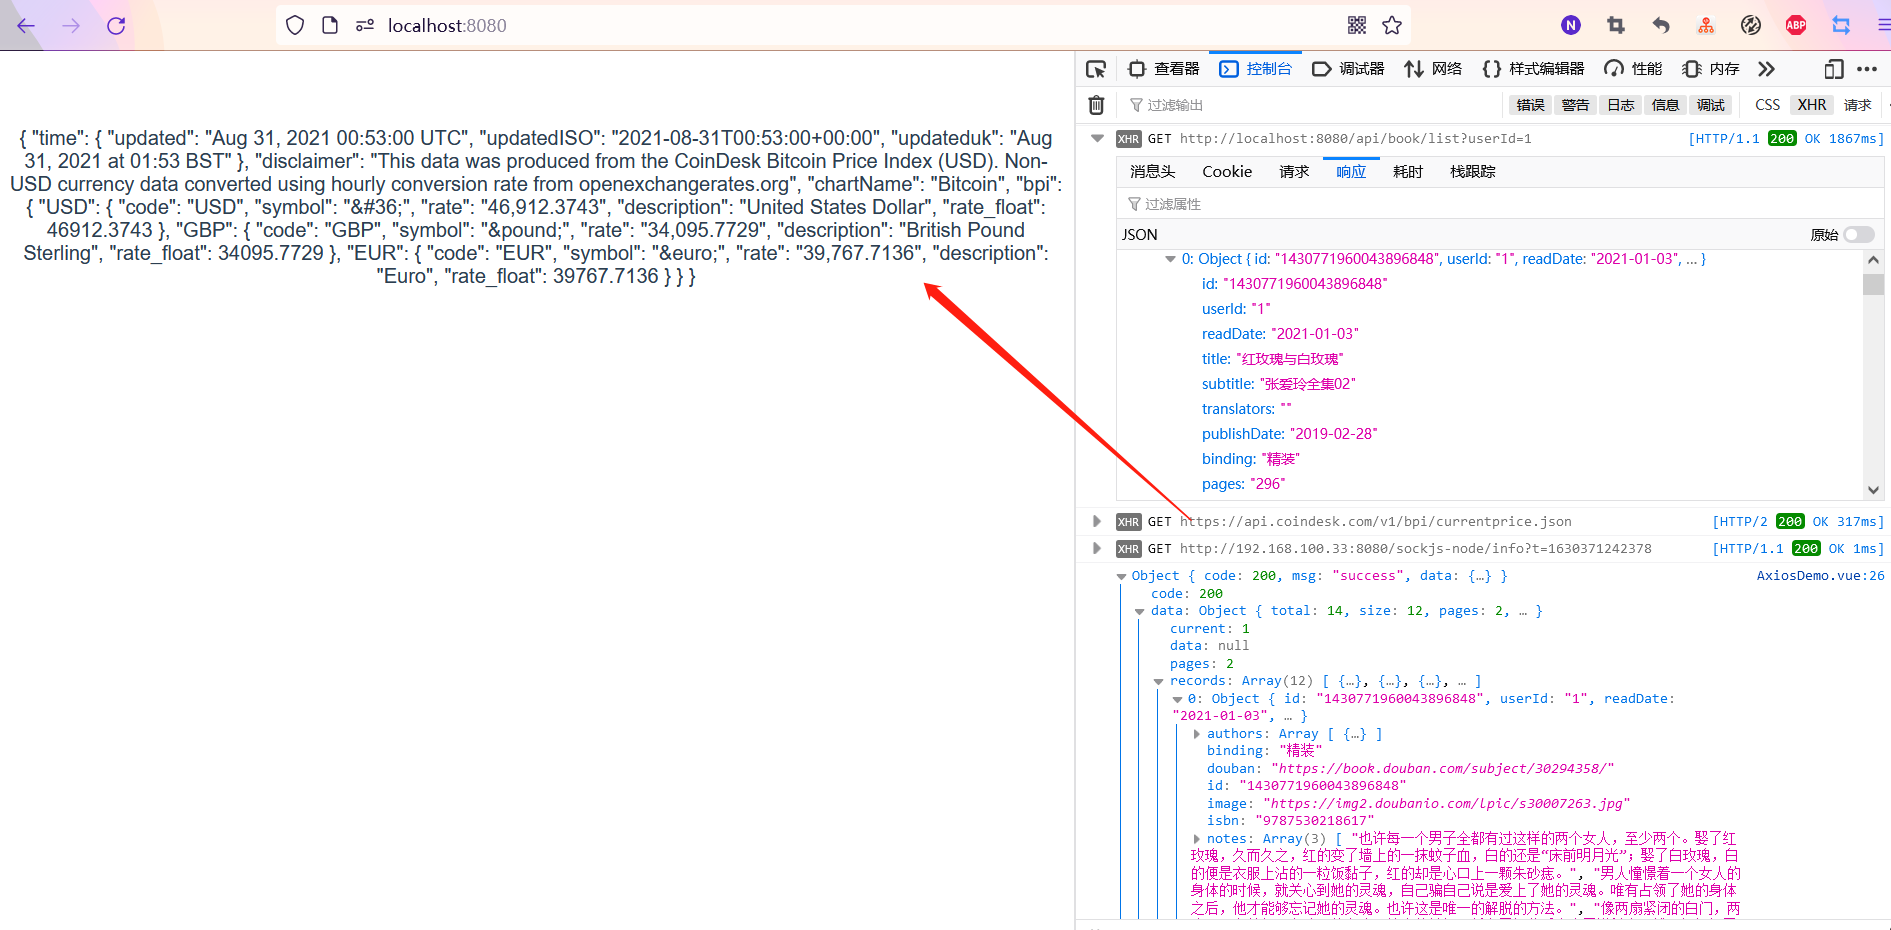 localhost:8080
N
ABP
{ "time": { "updated": "Aug 31, 2021 00:53:00 UTC", "updatedISO": "2021-08-31T00:53:00+00:00", "updateduk": "Aug
31, 2021 at 01:53 BST" }, "disclaimer": "This data was produced from the CoinDesk Bitcoin Price Index (USD). Non-
USD currency data converted using hourly conversion rate from openexchangerates.org", "chartName": "Bitcoin", "bpi":
{ "USD": { "code": "USD", "symbol": "&#36;", "rate": "46,912.3743", "description": "United States Dollar", "rate_float":
46912.3743 }, "GBP": { "code": "GBP", "symbol": "&pound;", "rate": "34,095.7729", "description": "British Pound
Sterling", "rate_float": 34095.7729 }, "EUR": { "code": "EUR", "symbol": "&euro;", "rate": "39,767.7136", "description":
"Euro", "rate_float": 39767.7136 } } }
查看器 控制台 调试器 网络 样式编辑器 性能 内存
过滤输出 错误 警告 日志 信息 调试 CSS XHR 请求
XHR GET http://localhost:8080/api/book/list?userId=1 [HTTP/1.1 200 OK 1867ms]
消息头 Cookie 请求 响应 耗时 栈跟踪
过滤属性
JSON 原始
0: Object { id: "1430771960043896848", userId: "1", readDate: "2021-01-03", … }
id: "1430771960043896848"
userId: "1"
readDate: "2021-01-03"
title: "红玫瑰与白玫瑰"
subtitle: "张爱玲全集02"
translators: ""
publishDate: "2019-02-28"
binding: "精装"
pages: "296"
XHR GET https://api.coindesk.com/v1/bpi/currentprice.json [HTTP/2 200 OK 317ms]
XHR GET http://192.168.100.33:8080/sockjs-node/info?t=1630371242378 [HTTP/1.1 200 OK 1ms]
Object { code: 200, msg: "success", data: {…} } AxiosDemo.vue:26
code: 200
data: Object { total: 14, size: 12, pages: 2, … }
current: 1
data: null
pages: 2
records: Array(12) [ {…}, {…}, {…}, … ]
0: Object { id: "1430771960043896848", userId: "1", readDate:
"2021-01-03", … }
authors: Array [ {…} ]
binding: "精装"
douban: "https://book.douban.com/subject/30294358/"
id: "1430771960043896848"
image: "https://img2.doubanio.com/lpic/s30007263.jpg"
isbn: "9787530218617"
notes: Array(3) [ "也许每一个男子全都有过这样的两个女人，至少两个。娶了红
玫瑰，久而久之，红的变了墙上的一抹蚊子血，白的还是“床前明月光”；娶了白玫瑰，白
的便是衣服上沾的一粒饭黏子，红的却是心口上一颗朱砂痣。", "男人憧憬着一个女人的
身体的时候，就关心到她的灵魂，自己骗自己说是爱上了她的灵魂。唯有占领了她的身体
之后，他才能够忘记她的灵魂。也许这是唯一的解脱的方法。", "像两扇紧闭的白门，两